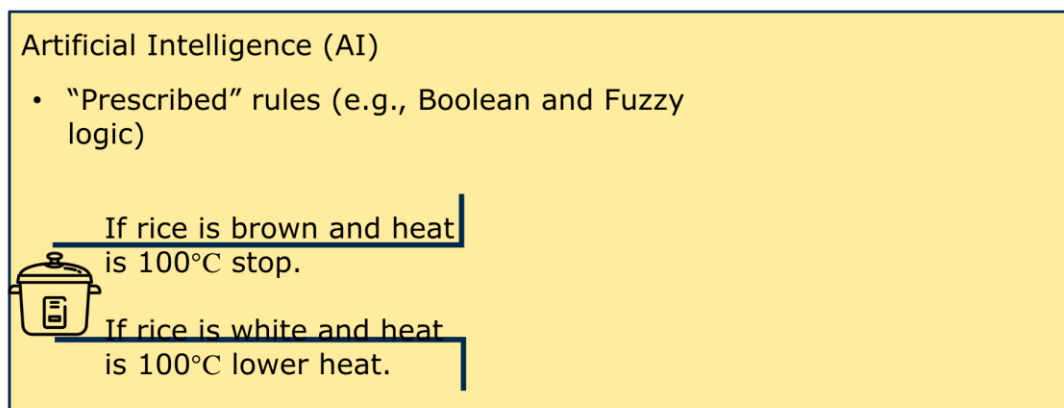 Artificial Intelligence (AI)
• “Prescribed” rules (e.g., Boolean and Fuzzy
logic)
If rice is brown and heat
is 100°C stop.
If rice is white and heat
is 100°C lower heat.